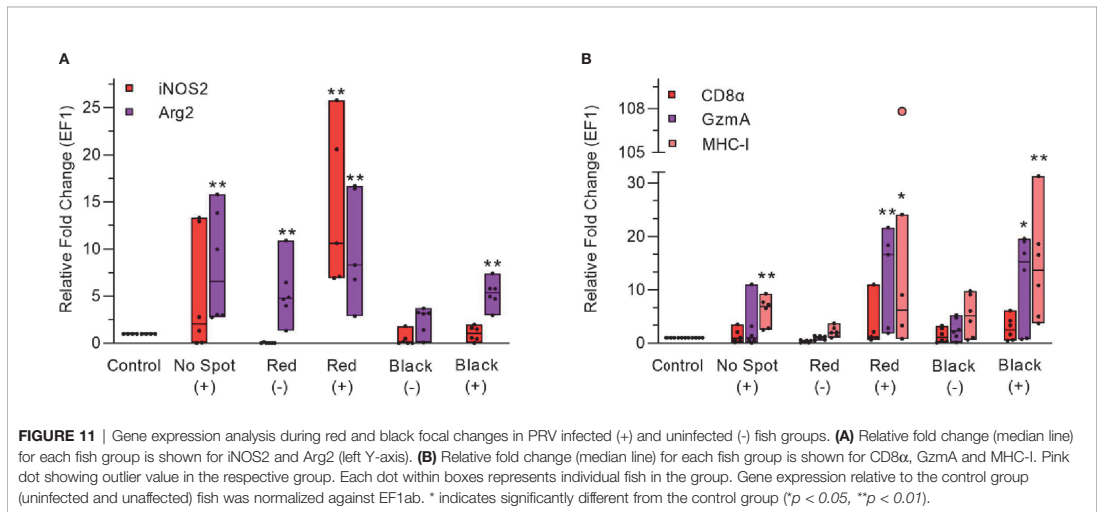 A
iNOS2
Arg2
Relative Fold Change (EF1)
25
20
15
10
5
0
** ** ** ** **
Control No Spot Red Red Black Black
(+) (-) (+) (-) (+)
B
CD8α
GzmA
MHC-I
Relative Fold Change (EF1)
108
105
30
20
10
0
** ** * * **
Control No Spot Red Red Black Black
(+) (-) (+) (-) (+)
FIGURE 11 | Gene expression analysis during red and black focal changes in PRV infected (+) and uninfected (-) fish groups. (A) Relative fold change (median line)
for each fish group is shown for iNOS2 and Arg2 (left Y-axis). (B) Relative fold change (median line) for each fish group is shown for CD8α, GzmA and MHC-I. Pink
dot showing outlier value in the respective group. Each dot within boxes represents individual fish in the group. Gene expression relative to the control group
(uninfected and unaffected) fish was normalized against EF1ab. * indicates significantly different from the control group (*p < 0.05, **p < 0.01).